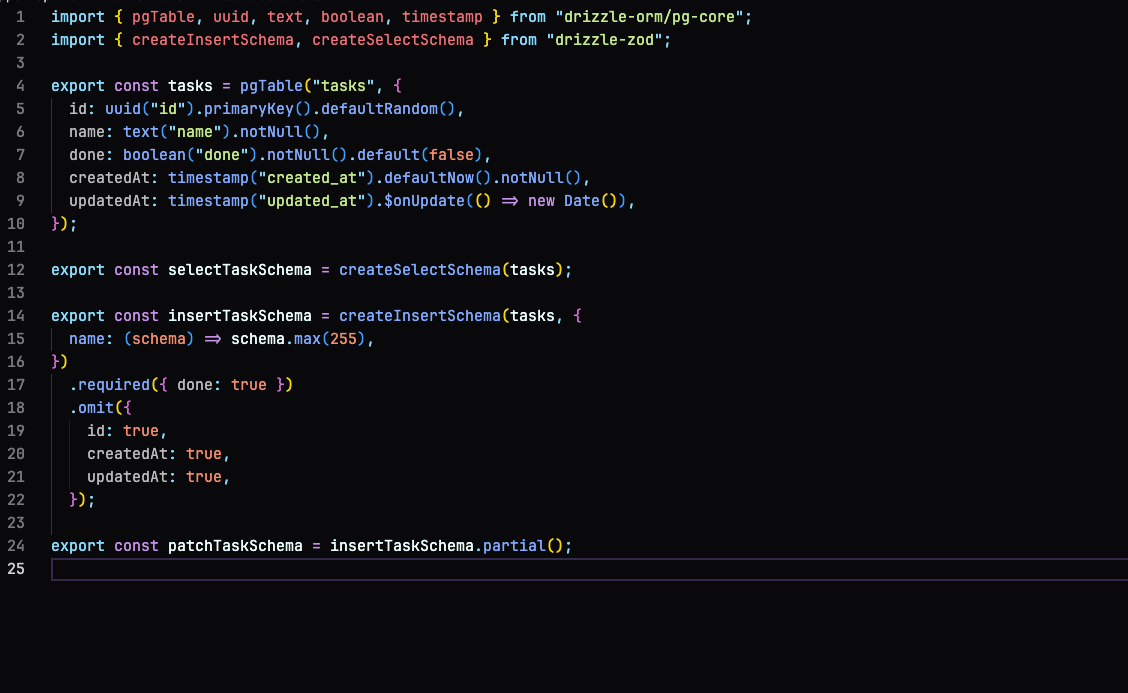 1 import { pgTable, uuid, text, boolean, timestamp } from "drizzle-orm/pg-core";
2 import { createInsertSchema, createSelectSchema } from "drizzle-zod";
3
4 export const tasks = pgTable("tasks", {
5   id: uuid("id").primaryKey().defaultRandom(),
6   name: text("name").notNull(),
7   done: boolean("done").notNull().default(false),
8   createdAt: timestamp("created_at").defaultNow().notNull(),
9   updatedAt: timestamp("updated_at").$onUpdate(() => new Date()),
10 });
11
12 export const selectTaskSchema = createSelectSchema(tasks);
13
14 export const insertTaskSchema = createInsertSchema(tasks, {
15   name: (schema) => schema.max(255),
16 })
17   .required({ done: true })
18   .omit({
19     id: true,
20     createdAt: true,
21     updatedAt: true,
22   });
23
24 export const patchTaskSchema = insertTaskSchema.partial();
25